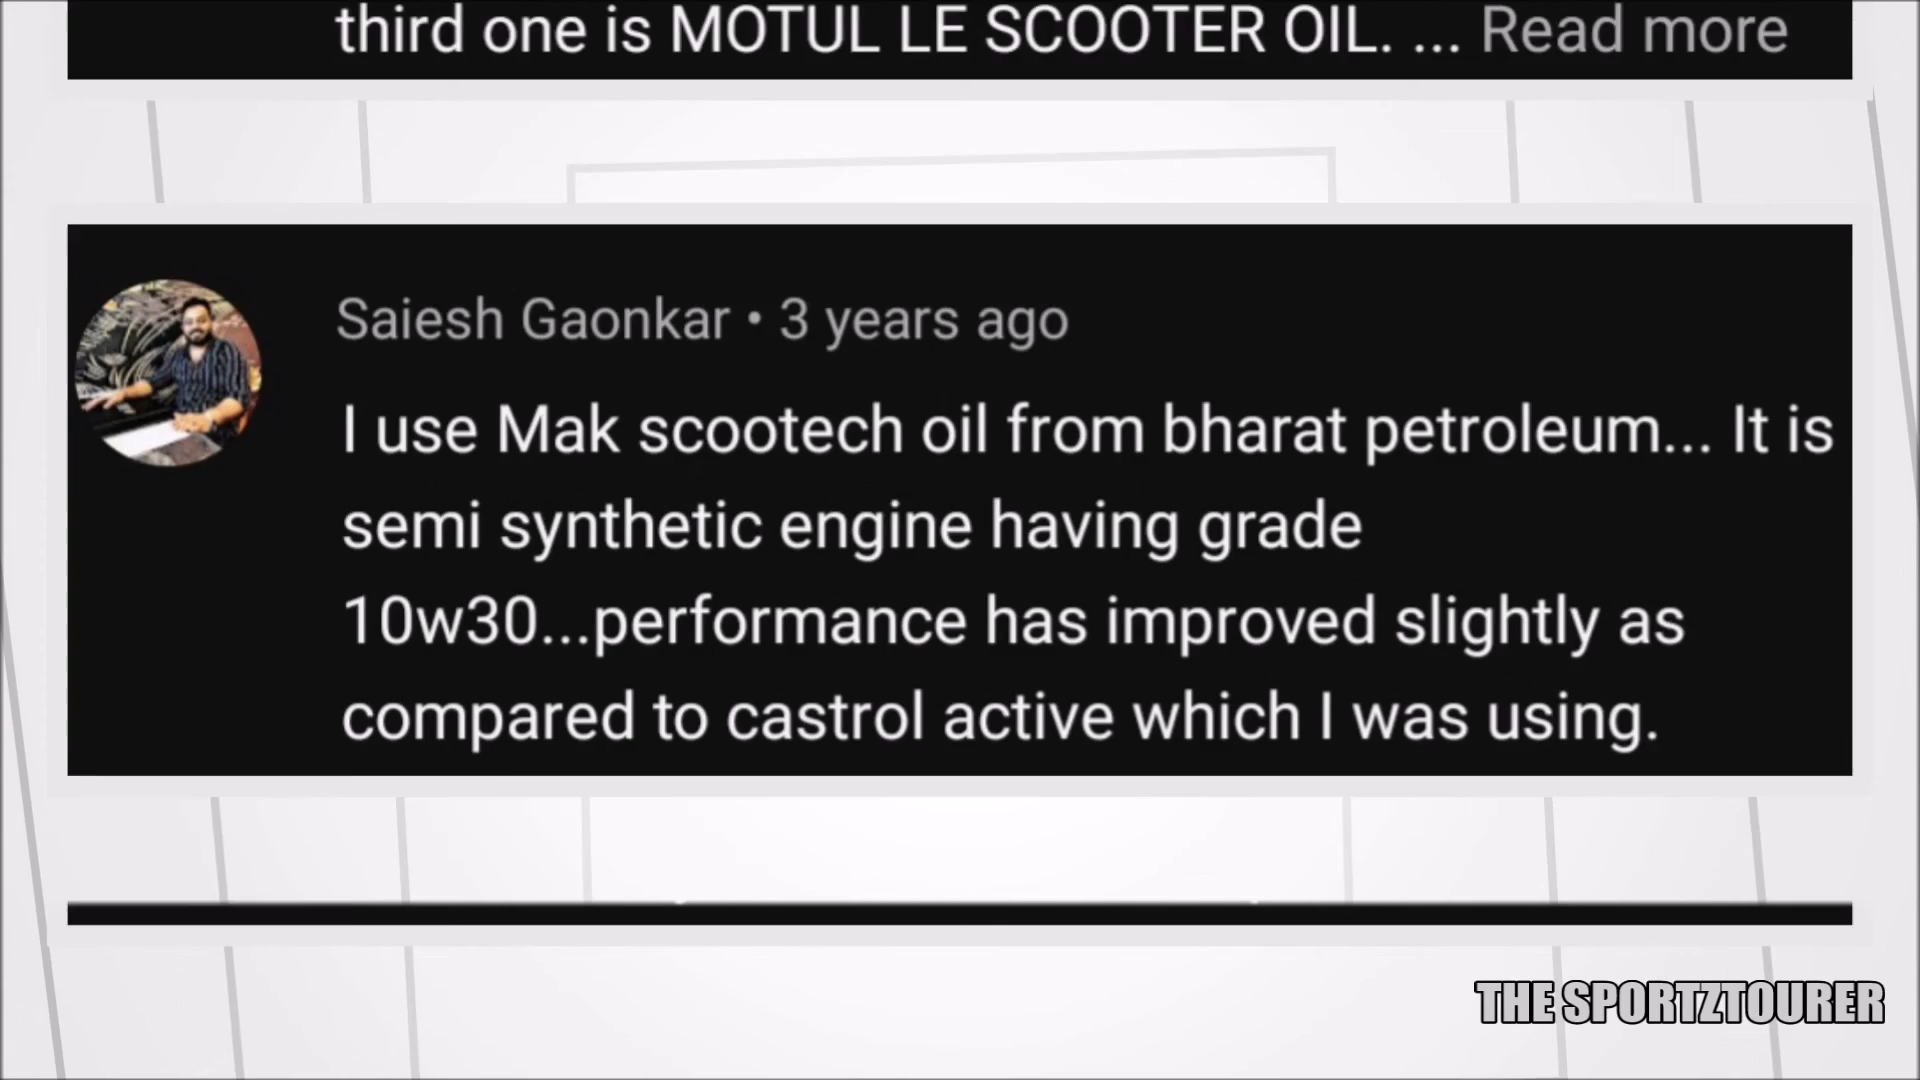 third one is MOTUL LE SCOOTER OIL. ... Read more
Saiesh Gaonkar • 3 years ago
I use Mak scootech oil from bharat petroleum... It is
semi synthetic engine having grade
10w30...performance has improved slightly as
compared to castrol active which I was using.
THE SPORTZTOURER